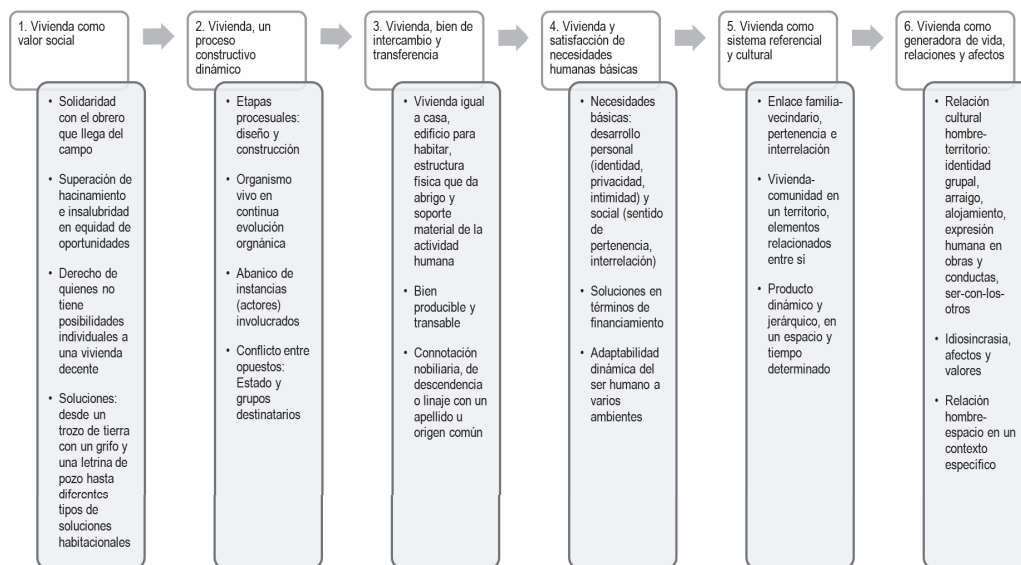 1. Vivienda como
valor social
• Solidaridad
con el obrero
que llega del
campo
• Superación de
hacinamiento
e insalubridad
en equidad de
oportunidades
• Derecho de
quienes no
tiene
posibilidades
individuales a
una vivienda
decente
• Soluciones:
desde un
trozo de tierra
con un grifo y
una letrina de
pozo hasta
diferentes
tipos de
soluciones
habitacionales
2. Vivienda, un
proceso
constructivo
dinámico
• Etapas
procesuales:
diseño y
construcción
• Organismo
vivo en
continua
evolución
orgnánica
• Abanico de
instancias
(actores)
involucrados
• Conflicto entre
opuestos:
Estado y
grupos
destinatarios
3. Vivienda, bien de
intercambio y
transferencia
• Vivienda igual
a casa,
edificio para
habitar,
estructura
física que da
abrigo y
soporte
material de la
actividad
humana
• Bien
producible y
transable
• Connotación
nobiliaria, de
descendencia
o linaje con un
apellido u
origen común
4. Vivienda y
satisfacción de
necesidades
humanas básicas
• Necesidades
básicas:
desarrollo
personal
(identidad,
privacidad,
intimidad) y
social (sentido
de
pertenencia,
interrelación)
• Soluciones en
términos de
financiamiento
• Adaptabilidad
dinámica del
ser humano a
varios
ambientes
5. Vivienda como
sistema referencial
y cultural
• Enlace familia-
vecindario,
pertenencia e
interrelación
• Vivienda-
comunidad en
un territorio,
elementos
relacionados
entre si
• Producto
dinámico y
jerárquico, en
un espacio y
tiempo
determinado
6. Vivienda como
generadora de vida,
relaciones y afectos
• Relación
cultural
hombre-
territorio:
identidad
grupal,
arraigo,
alojamiento,
expresión
humana en
obras y
conductas,
ser-con-los-
otros
• Idiosincrasia,
afectos y
valores
• Relación
hombre-
espacio en un
contexto
específico